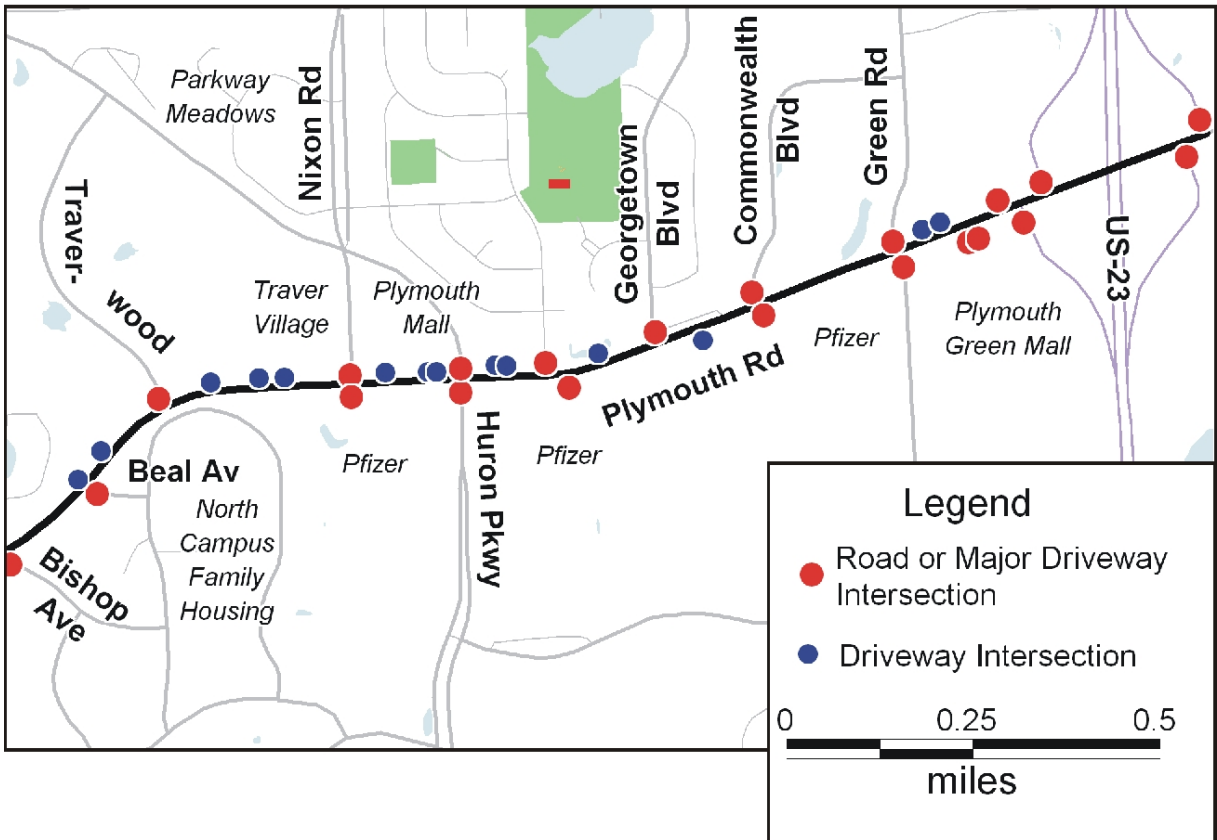 Parkway
Meadows
Nixon Rd
Georgetown
Blvd
Commonwealth
Blvd
Green Rd
US-23
Traver-
wood
Traver
Village
Plymouth
Mall
Plymouth Rd
Pfizer
Plymouth
Green Mall
Beal Av
Pfizer
Huron Pkwy
Pfizer
North
Campus
Family
Housing
Bishop
Ave
Legend
Road or Major Driveway
Intersection
Driveway Intersection
0 0.25 0.5
miles